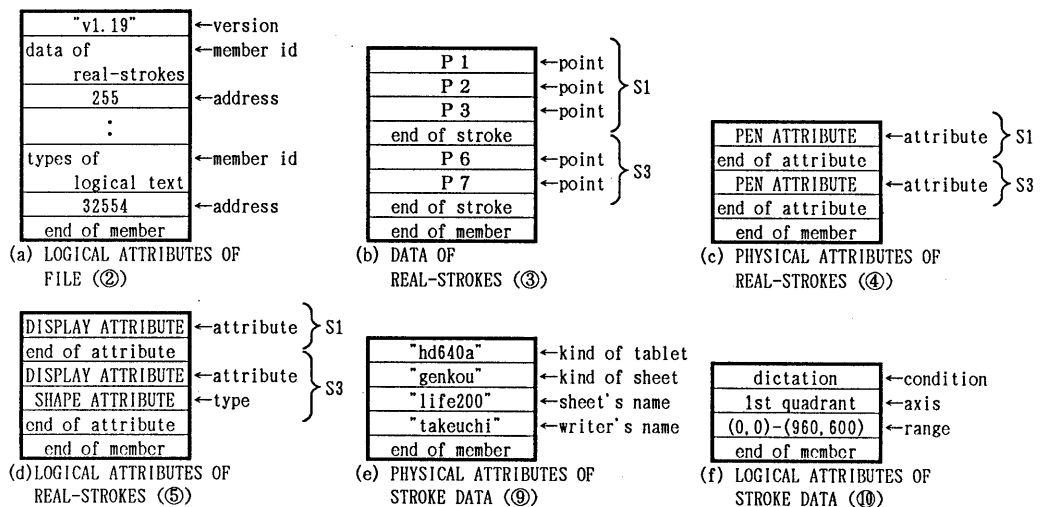 "v1.19" ←version
data of ←member id
real-strokes
255 ←address
:
types of ←member id
logical text
32554 ←address
end of member
(a) LOGICAL ATTRIBUTES OF
FILE (②)
P 1 ←point
P 2 ←point
P 3 ←point
end of stroke
S1
P 6 ←point
P 7 ←point
end of stroke
S3
end of member
(b) DATA OF
REAL-STROKES (③)
PEN ATTRIBUTE ←attribute
end of attribute
S1
PEN ATTRIBUTE ←attribute
end of attribute
S3
end of member
(c) PHYSICAL ATTRIBUTES OF
REAL-STROKES (④)
DISPLAY ATTRIBUTE ←attribute
end of attribute
S1
DISPLAY ATTRIBUTE ←attribute
SHAPE ATTRIBUTE ←type
end of attribute
S3
end of member
(d)LOGICAL ATTRIBUTES OF
REAL-STROKES (⑤)
"hd640a" ←kind of tablet
"genkou" ←kind of sheet
"life200" ←sheet's name
"takeuchi" ←writer's name
end of member
(e) PHYSICAL ATTRIBUTES OF
STROKE DATA (⑨)
dictation ←condition
1st quadrant ←axis
(0,0)-(960,600) ←range
end of member
(f) LOGICAL ATTRIBUTES OF
STROKE DATA (⑩)